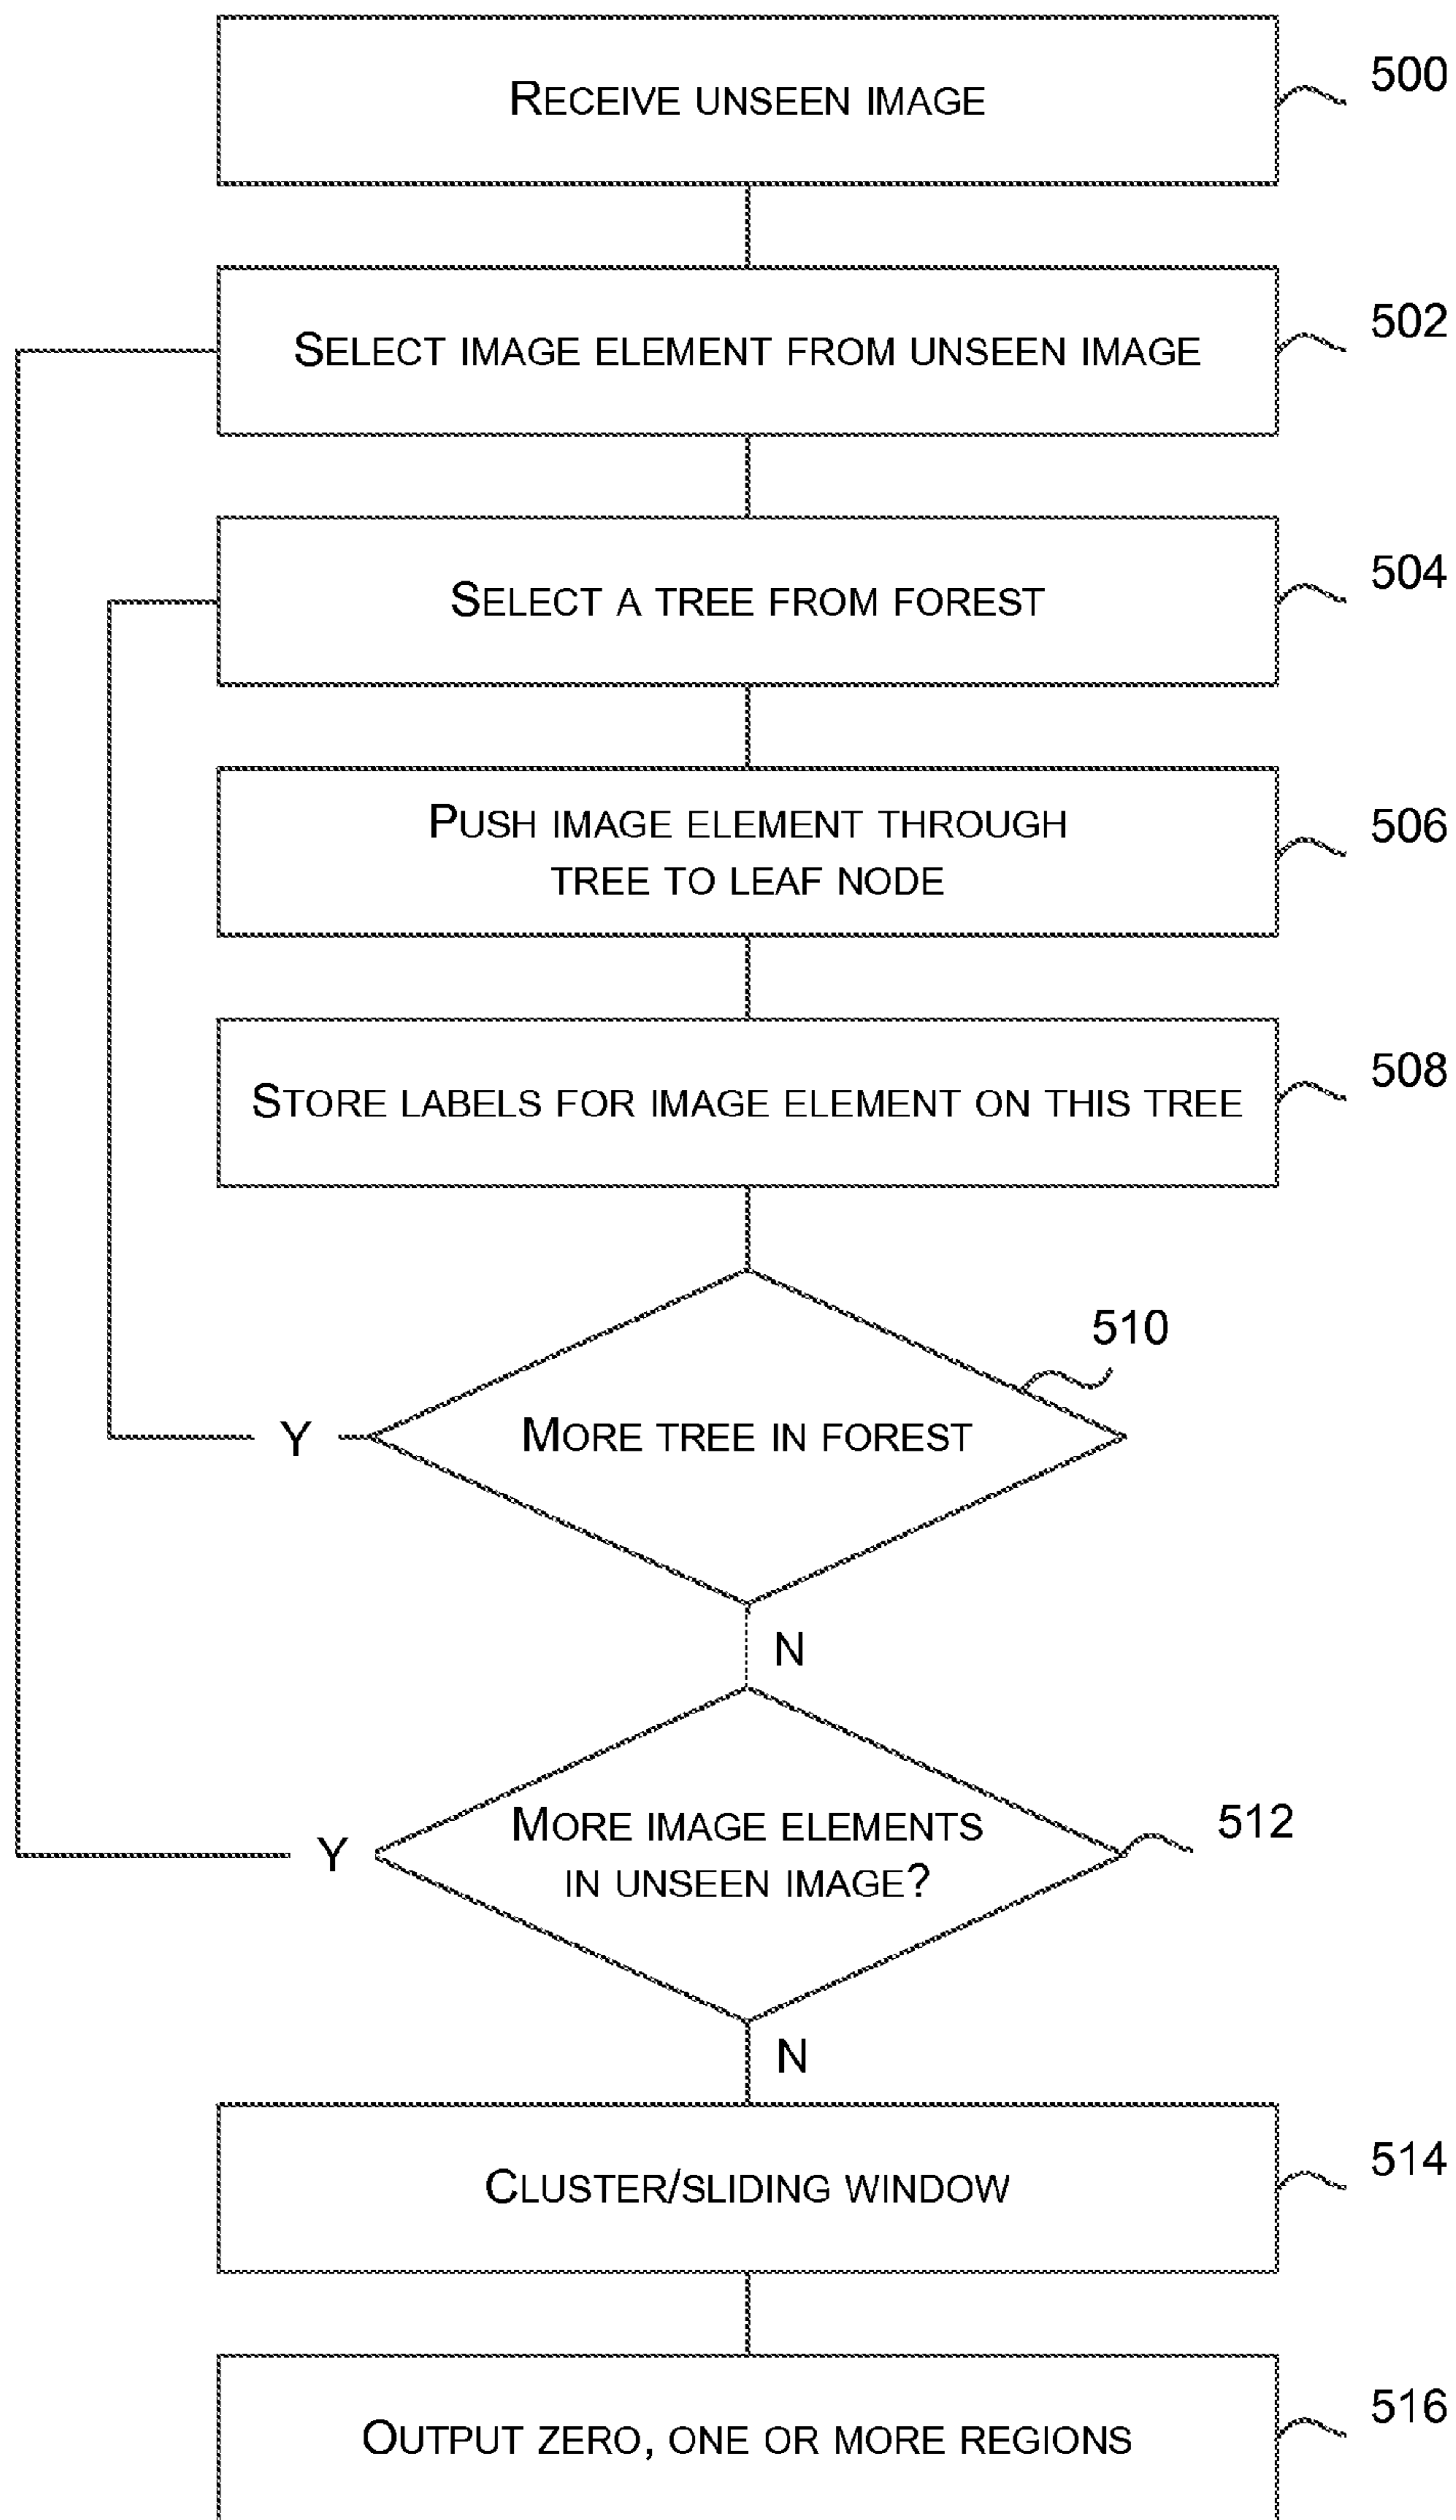 RECEIVE UNSEEN IMAGE
500
SELECT IMAGE ELEMENT FROM UNSEEN IMAGE
502
SELECT A TREE FROM FOREST
504
PUSH IMAGE ELEMENT THROUGH
TREE TO LEAF NODE
506
STORE LABELS FOR IMAGE ELEMENT ON THIS TREE
508
510
Y
MORE TREE IN FOREST
N
MORE IMAGE ELEMENTS
IN UNSEEN IMAGE?
512
Y
N
CLUSTER/SLIDING WINDOW
514
OUTPUT ZERO, ONE OR MORE REGIONS
516